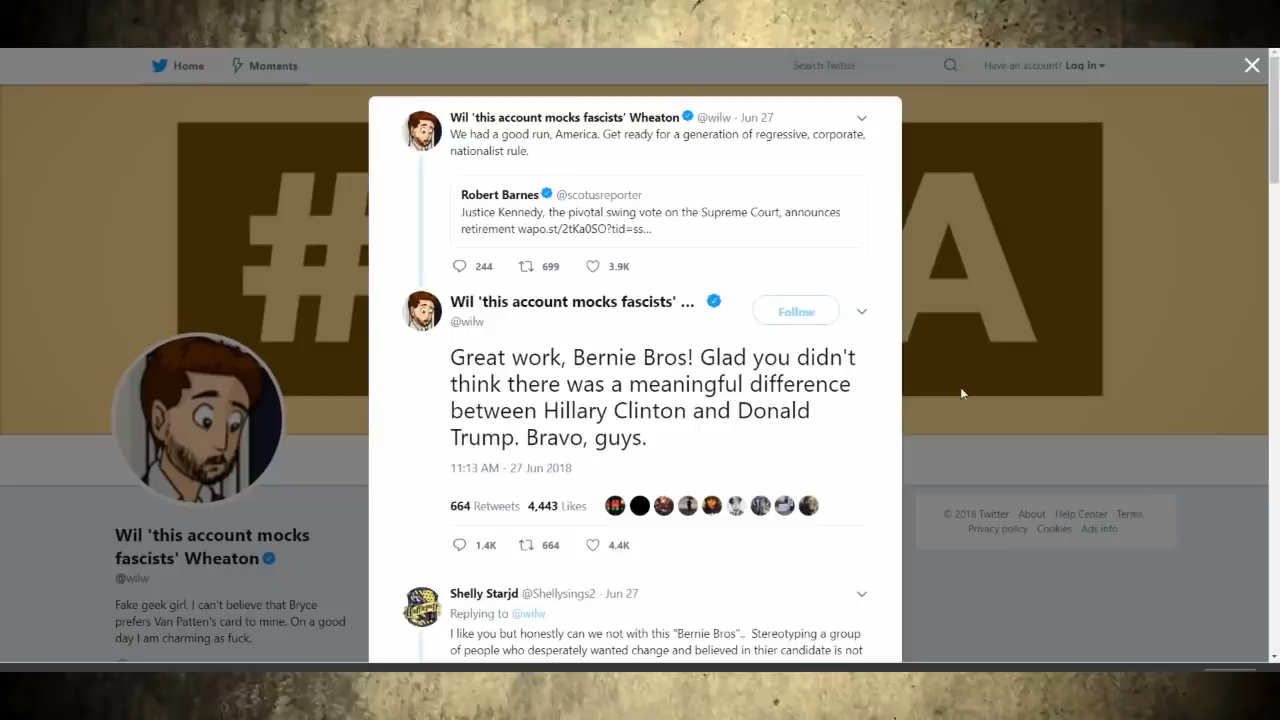 Home Moments Search Twitter Have an account? Log in
Wil 'this account mocks fascists' Wheaton @wilw · Jun 27
We had a good run, America. Get ready for a generation of regressive, corporate,
nationalist rule.
Robert Barnes @scotusreporter
Justice Kennedy, the pivotal swing vote on the Supreme Court, announces
retirement wapo.st/2tKa0SO?tid=ss...
244 699 3.9K
Wil 'this account mocks fascists' ...
@wilw
Follow
Great work, Bernie Bros! Glad you didn't
think there was a meaningful difference
between Hillary Clinton and Donald
Trump. Bravo, guys.
11:13 AM - 27 Jun 2018
664 Retweets 4,443 Likes
1.4K 664 4.4K
Shelly Starjd @Shellysings2 · Jun 27
Replying to @wilw
I like you but honestly can we not with this "Bernie Bros".. Stereotyping a group
of people who desperately wanted change and believed in thier candidate is not
# A
Wil 'this account mocks
fascists' Wheaton
@wilw
Fake geek girl. I can't believe that Bryce
prefers Van Patten's card to mine. On a good
day I am charming as fuck.
© 2018 Twitter About Help Center Terms
Privacy policy Cookies Ads info